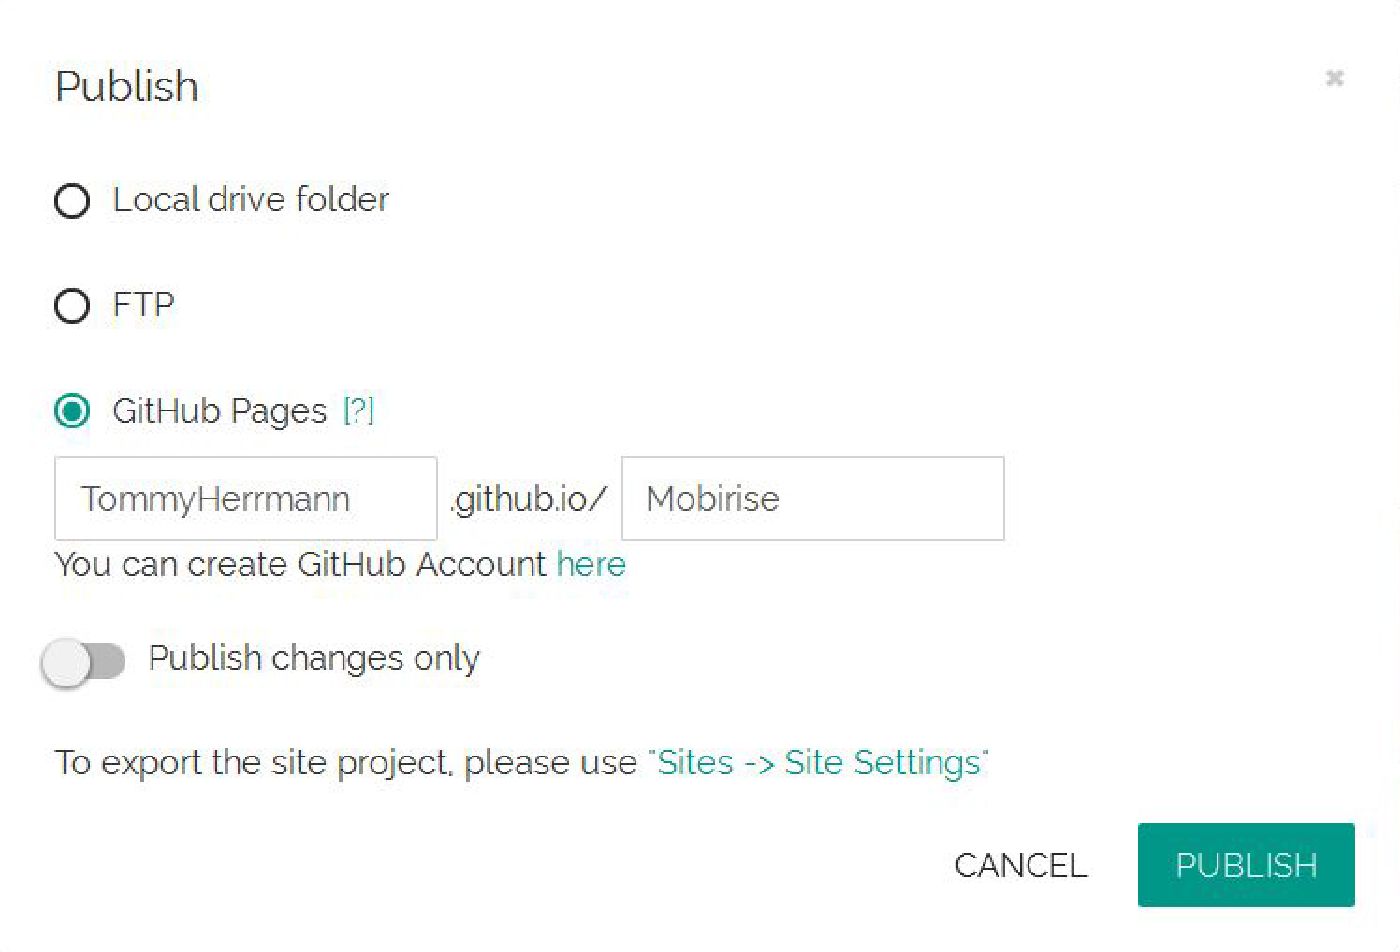 Publish
Local drive folder
FTP
GitHub Pages [?]
TommyHerrmann .github.io/ Mobirise
You can create GitHub Account here
Publish changes only
To export the site project, please use "Sites -> Site Settings"
CANCEL PUBLISH